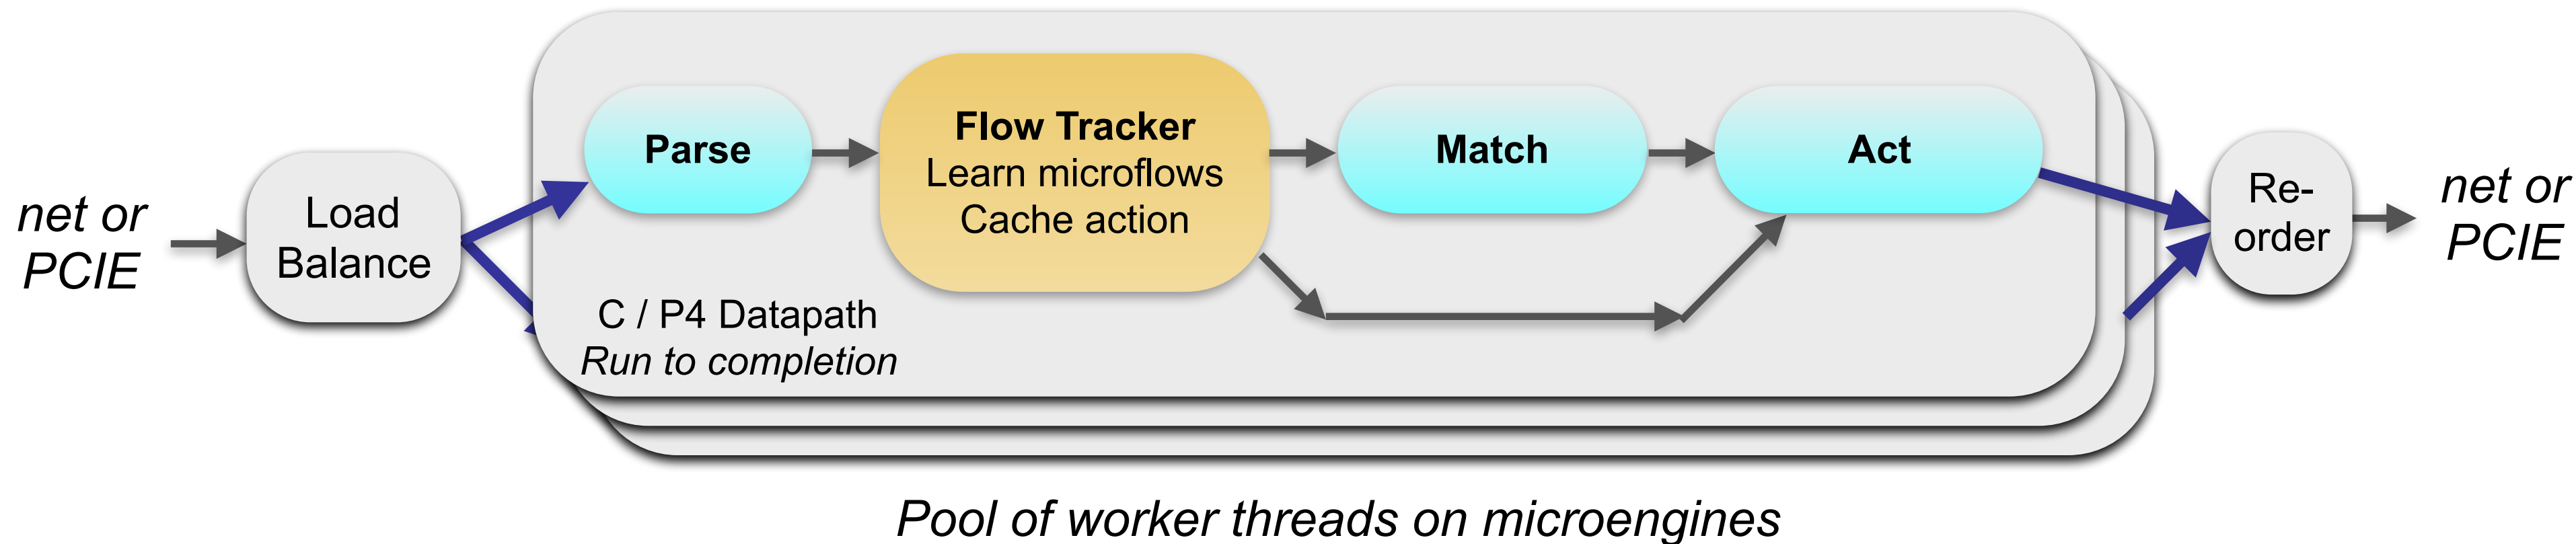 net or
PCIE
Load
Balance
Parse
Flow Tracker
Learn microflows
Cache action
Match
Act
C / P4 Datapath
Run to completion
Re-
order
net or
PCIE
Pool of worker threads on microengines